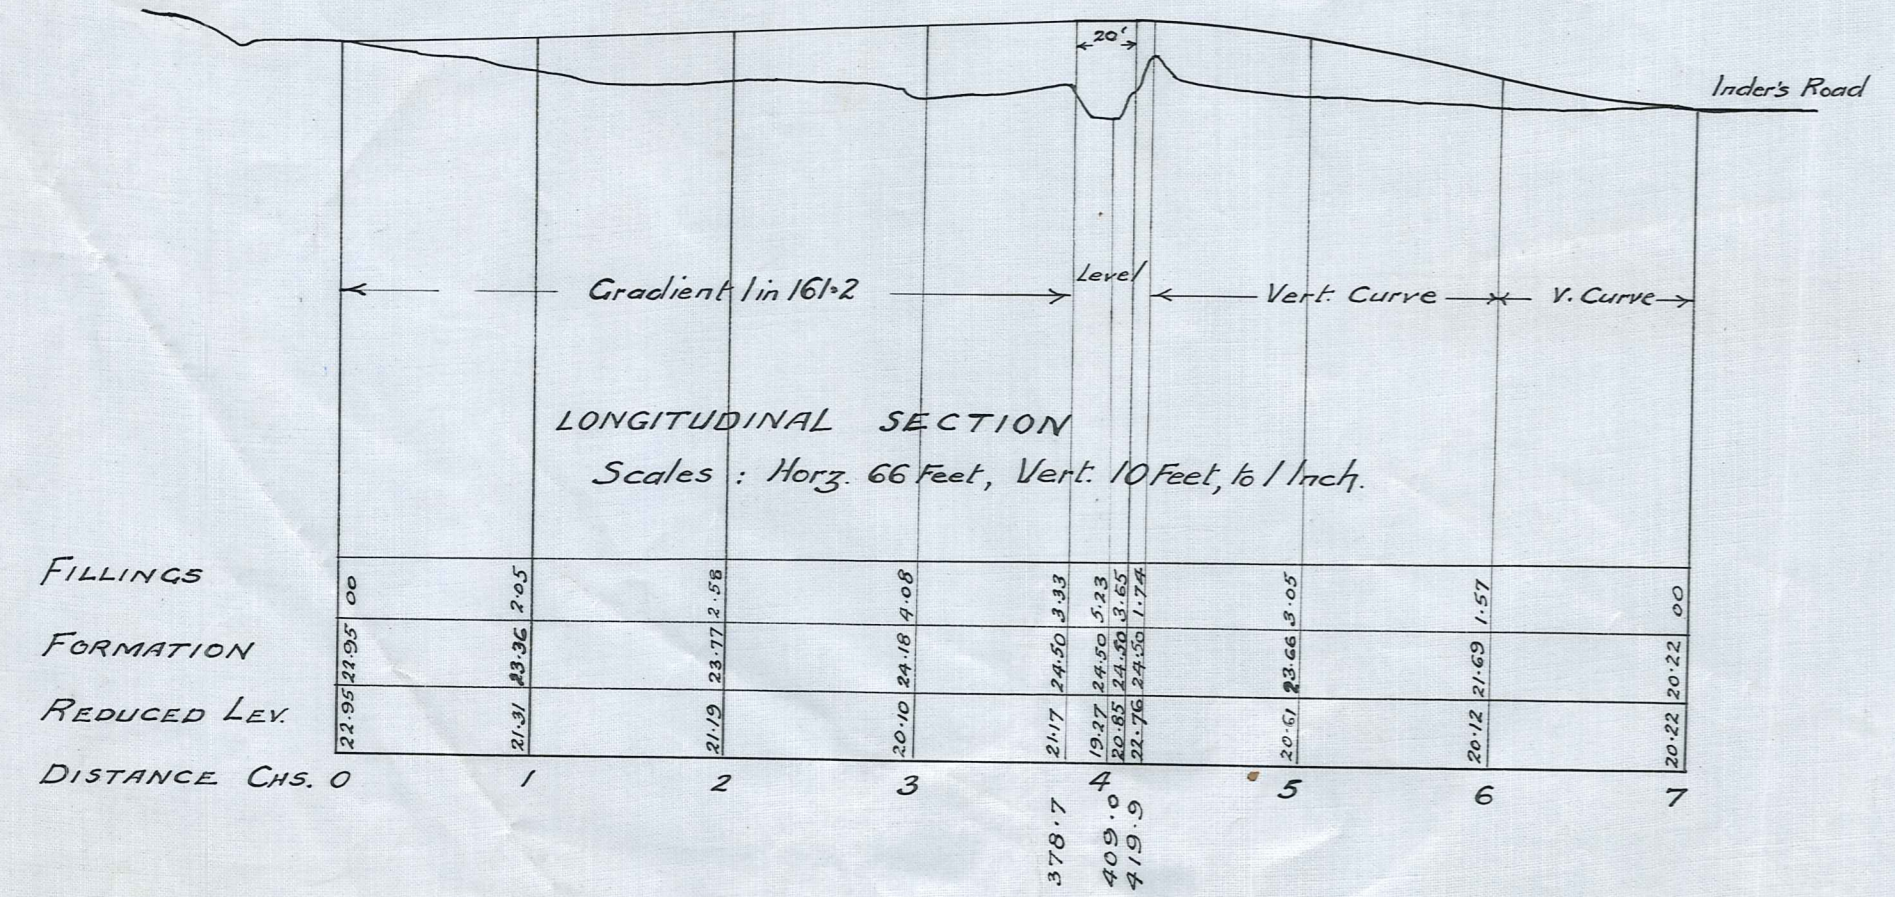 20'
Inder's Road
Gradient 1 in 161·2
Level
Vert. Curve
V. Curve
LONGITUDINAL SECTION
Scales : Horz. 66 Feet, Vert. 10 Feet, to 1 Inch.
FILLINGS 00 2·05 2·58 4·08 3·33 5·23 3·65 1·74 3·05 1·57 00
FORMATION 22·95 23·36 23·77 24·18 24·50 24·50 24·50 24·50 23·66 21·69 20·22
REDUCED LEV. 22·95 21·31 21·19 20·10 21·17 19·27 20·85 22·76 20·61 20·12 20·22
DISTANCE CHS. 0 1 2 3 4 5 6 7
378·7 409·0 419·9